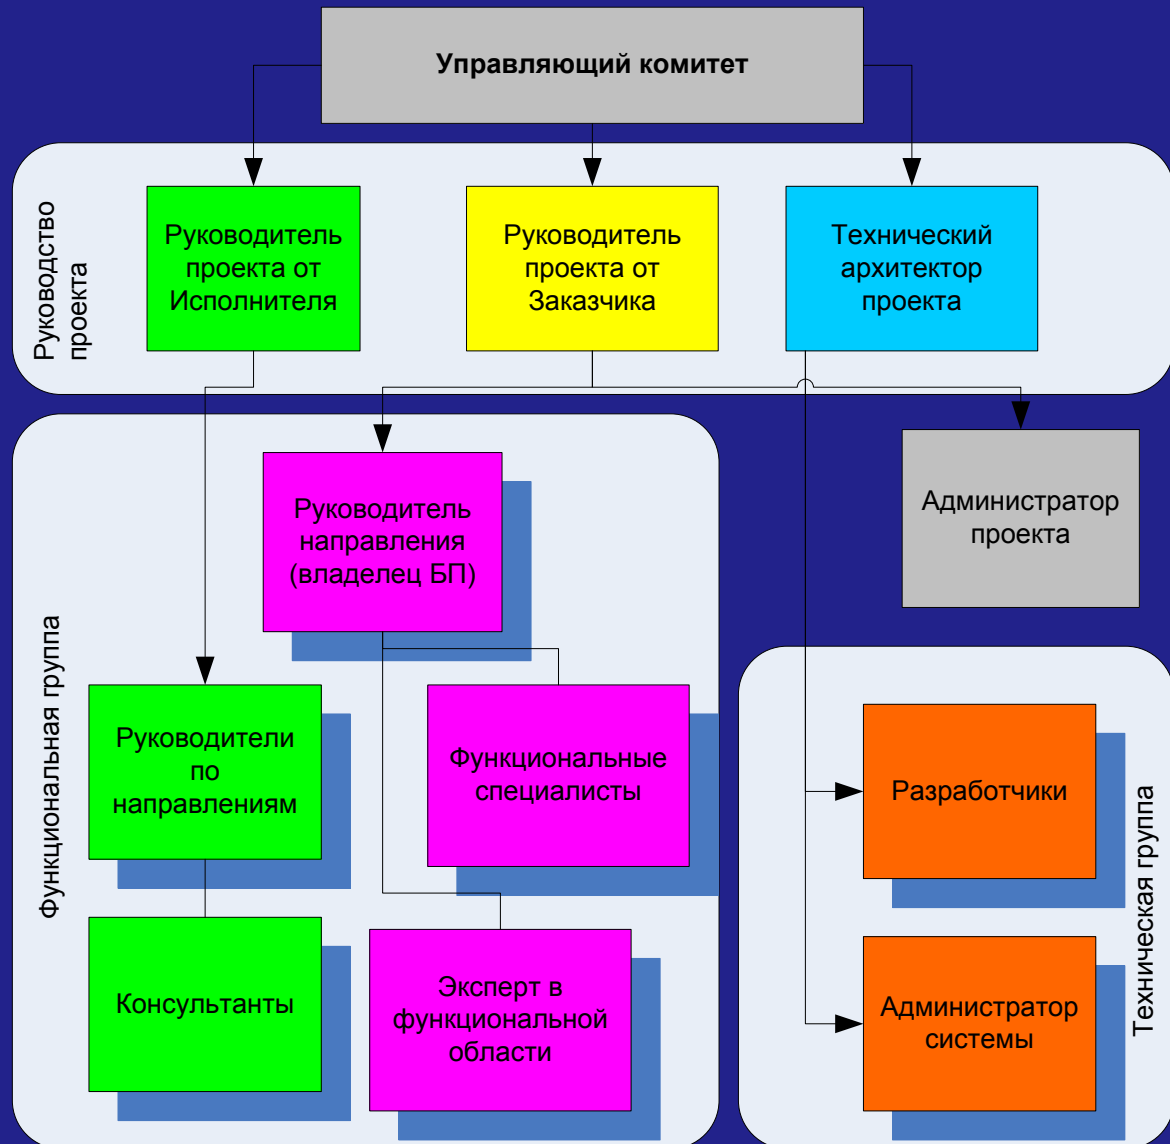 Управляющий комитет
Руководство
проекта
Руководитель
проекта от
Исполнителя
Руководитель
проекта от
Заказчика
Технический
архитектор
проекта
Функциональная группа
Руководитель
направления
(владелец БП)
Администратор
проекта
Руководители
по
направлениям
Функциональные
специалисты
Консультанты
Эксперт в
функциональной
области
Техническая группа
Разработчики
Администратор
системы